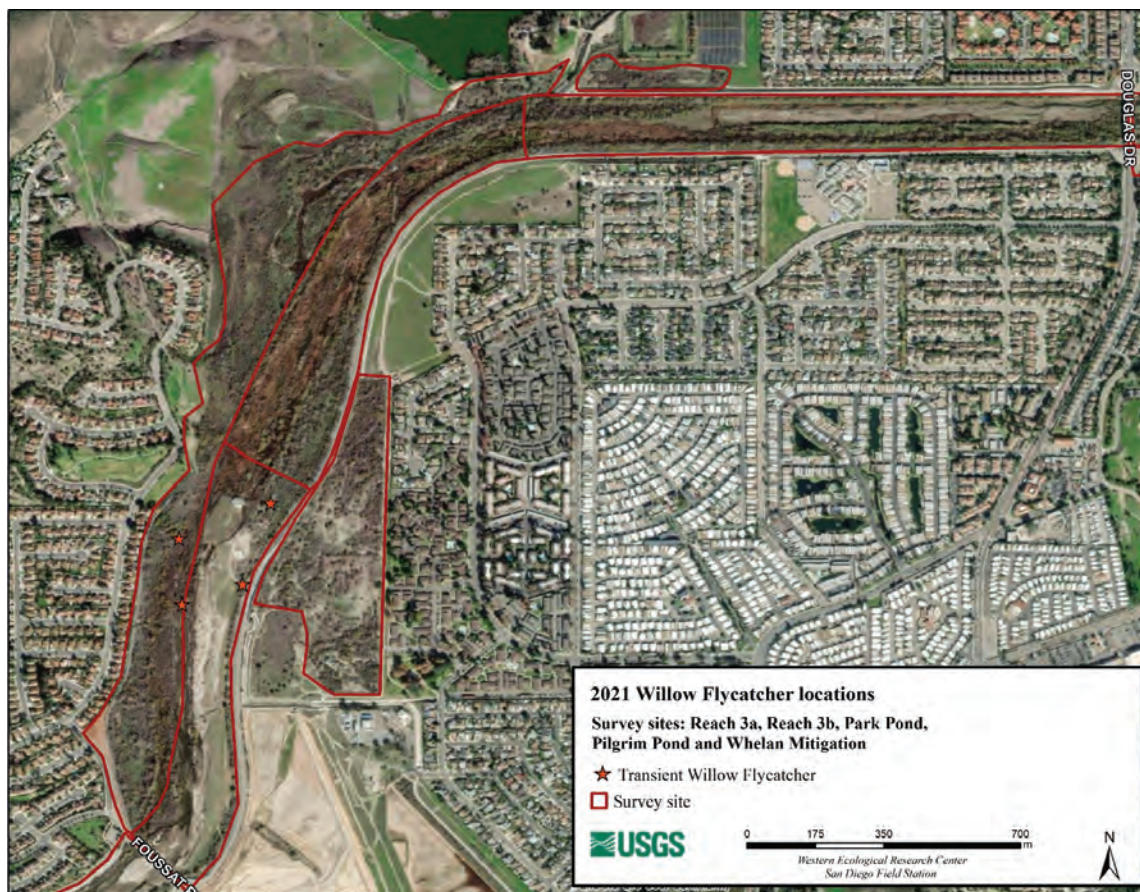 DOUGLAS DR
FOUSSAT R
2021 Willow Flycatcher locations
Survey sites: Reach 3a, Reach 3b, Park Pond,
Pilgrim Pond and Whelan Mitigation
Transient Willow Flycatcher
Survey site
USGS
0 175 350 700
m
Western Ecological Research Center
San Diego Field Station
N